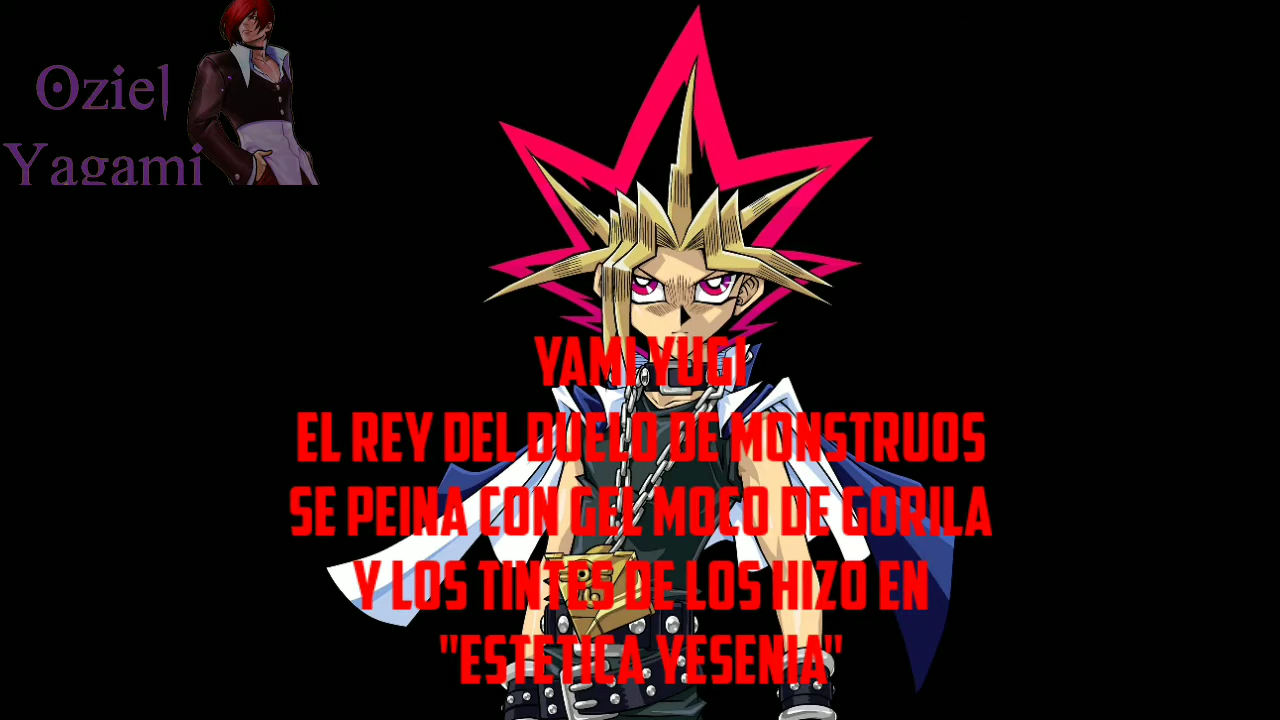 Oziel
Yagami
YAMI YUGI
EL REY DEL DUELO DE MONSTRUOS
SE PEINA CON GEL MOCO DE GORILA
Y LOS TINTES DE LOS HIZO EN
"ESTETICA YESENIA"